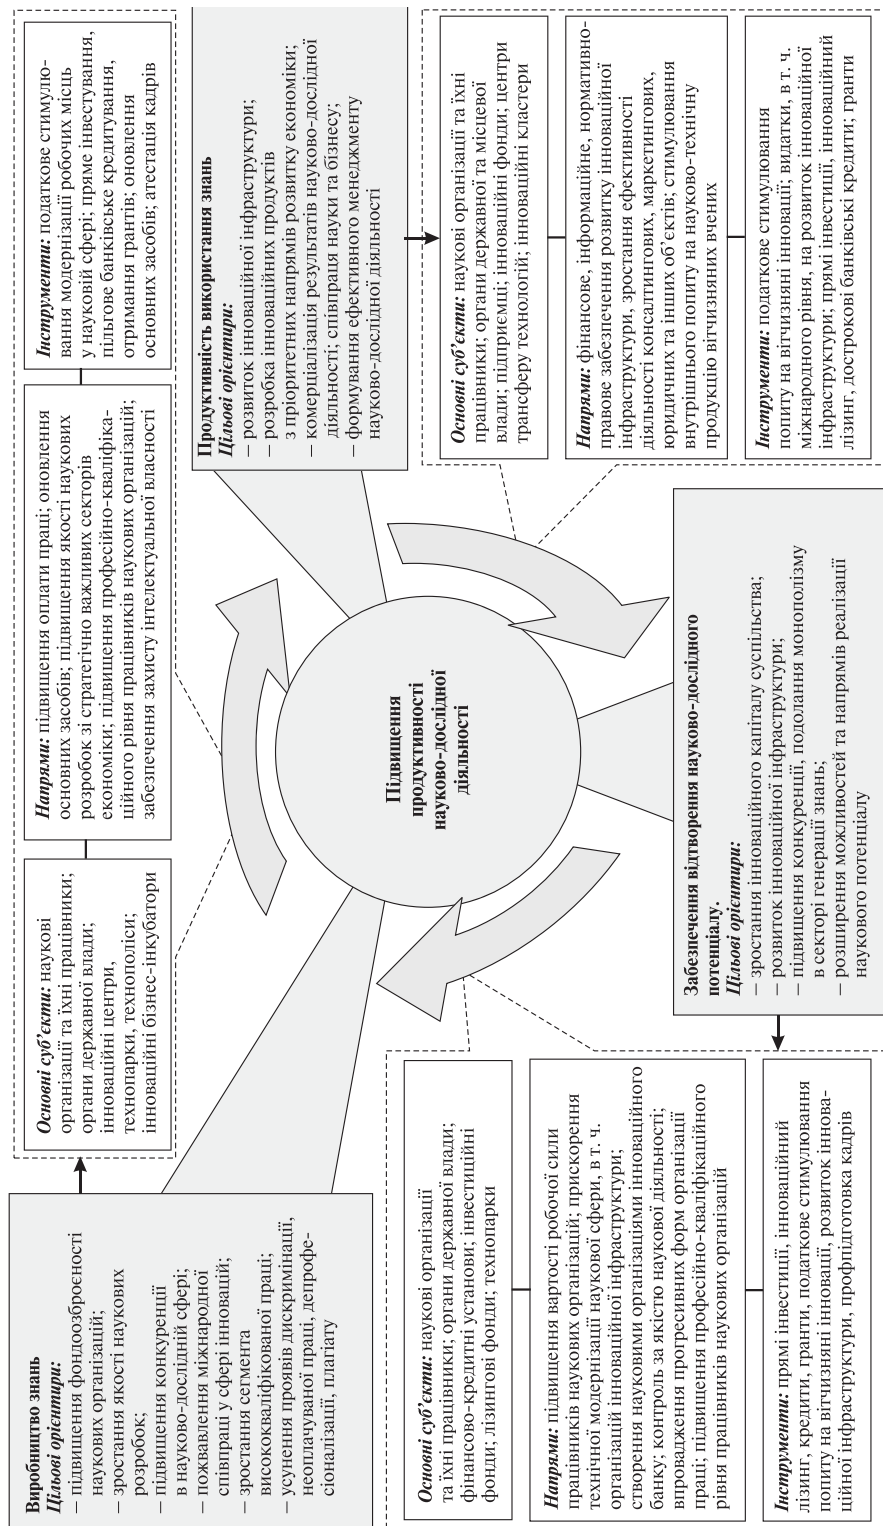 Виробництво знань
Цільові орієнтири:
– підвищення фондоозброєності
наукових організацій;
– зростання якості наукових
розробок;
– підвищення конкуренції
в науково-дослідній сфері;
– пожвавлення міжнародної
співпраці у сфері інновацій;
– зростання сегмента
висококваліфікованої праці;
– усунення проявів дискримінації,
неоплачуваної праці, депрофе-
сіоналізації, плагіату
Основні суб’єкти: наукові
організації та їхні працівники;
органи державної влади;
інноваційні центри,
технопарки, технополіси;
інноваційні бізнес-інкубатори
Напрями: підвищення оплати праці; оновлення
основних засобів; підвищення якості наукових
розробок зі стратегічно важливих секторів
економіки; підвищення професійно-кваліфіка-
ційного рівня працівників наукових організацій;
забезпечення захисту інтелектуальної власності
Інструменти: податкове стимулю-
вання модернізації робочих місць
у науковій сфері; пряме інвестування,
пільгове банківське кредитування,
отримання грантів; оновлення
основних засобів; атестація кадрів
Продуктивність використання знань
Цільові орієнтири:
– розвиток інноваційної інфраструктури;
– розробка інноваційних продуктів
з пріоритетних напрямів розвитку економіки;
– комерціалізація результатів науково-дослідної
діяльності; співпраця науки та бізнесу;
– формування ефективного менеджменту
науково-дослідної діяльності
Підвищення
продуктивності
науково-дослідної
діяльності
Основні суб’єкти: наукові організації та їхні
працівники; органи державної та місцевої
влади; підприємці; інноваційні фонди; центри
трансферу технологій; інноваційні кластери
Напрями: фінансове, інформаційне, нормативно-
правове забезпечення розвитку інноваційної
інфраструктури, зростання ефективності
діяльності консалтингових, маркетингових,
юридичних та інших об’єктів; стимулювання
внутрішнього попиту на науково-технічну
продукцію вітчизняних вчених
Інструменти: податкове стимулювання
попиту на вітчизняні інновації; видатки, в т. ч.
міжнародного рівня, на розвиток інноваційної
інфраструктури; прямі інвестиції, інноваційний
лізинг, дострокові банківські кредити; гранти
Забезпечення відтворення науково-дослідного
потенціалу.
Цільові орієнтири:
– зростання інноваційного капіталу суспільства;
– розвиток інноваційної інфраструктури;
– підвищення конкуренції, подолання монополізму
в секторі генерації знань;
– розширення можливостей та напрямів реалізації
наукового потенціалу
Основні суб’єкти: наукові організації
та їхні працівники; органи державної влади;
фінансово-кредитні установи; інвестиційні
фонди; лізингові фонди; технопарки
Напрями: підвищення вартості робочої сили
працівників наукових організацій; прискорення
технічної модернізації наукової сфери, в т. ч.
організацій інноваційної інфраструктури;
створення науковими організаціями інноваційного
банку; контроль за якістю наукової діяльності;
впровадження прогресивних форм організації
праці; підвищення професійно-кваліфікаційного
рівня працівників наукових організацій
Інструменти: прямі інвестиції, інноваційний
лізинг, кредити, гранти, податкове стимулювання
попиту на вітчизняні інновації, розвиток іннова-
ційної інфраструктури, профпідготовка кадрів